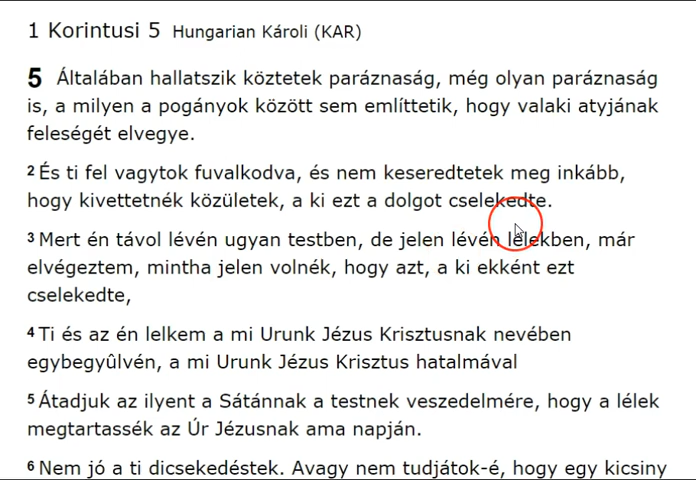 1 Korintusi 5 Hungarian Károli (KAR)
5 Általában hallatszik köztetek paráznaság, még olyan paráznaság
is, a milyen a pogányok között sem említtetik, hogy valaki atyjának
feleségét elvegye.
2 És ti fel vagytok fuvalkodva, és nem keseredtetek meg inkább,
hogy kivettetnék közületek, a ki ezt a dolgot cselekedte.
3 Mert én távol lévén ugyan testben, de jelen lévén lélekben, már
elvégeztem, mintha jelen volnék, hogy azt, a ki ekként ezt
cselekedte,
4 Ti és az én lelkem a mi Urunk Jézus Krisztusnak nevében
egybegyûlvén, a mi Urunk Jézus Krisztus hatalmával
5 Átadjuk az ilyent a Sátánnak a testnek veszedelmére, hogy a lélek
megtartassék az Úr Jézusnak ama napján.
6 Nem jó a ti dicsekedéstek. Avagy nem tudjátok-é, hogy egy kicsiny